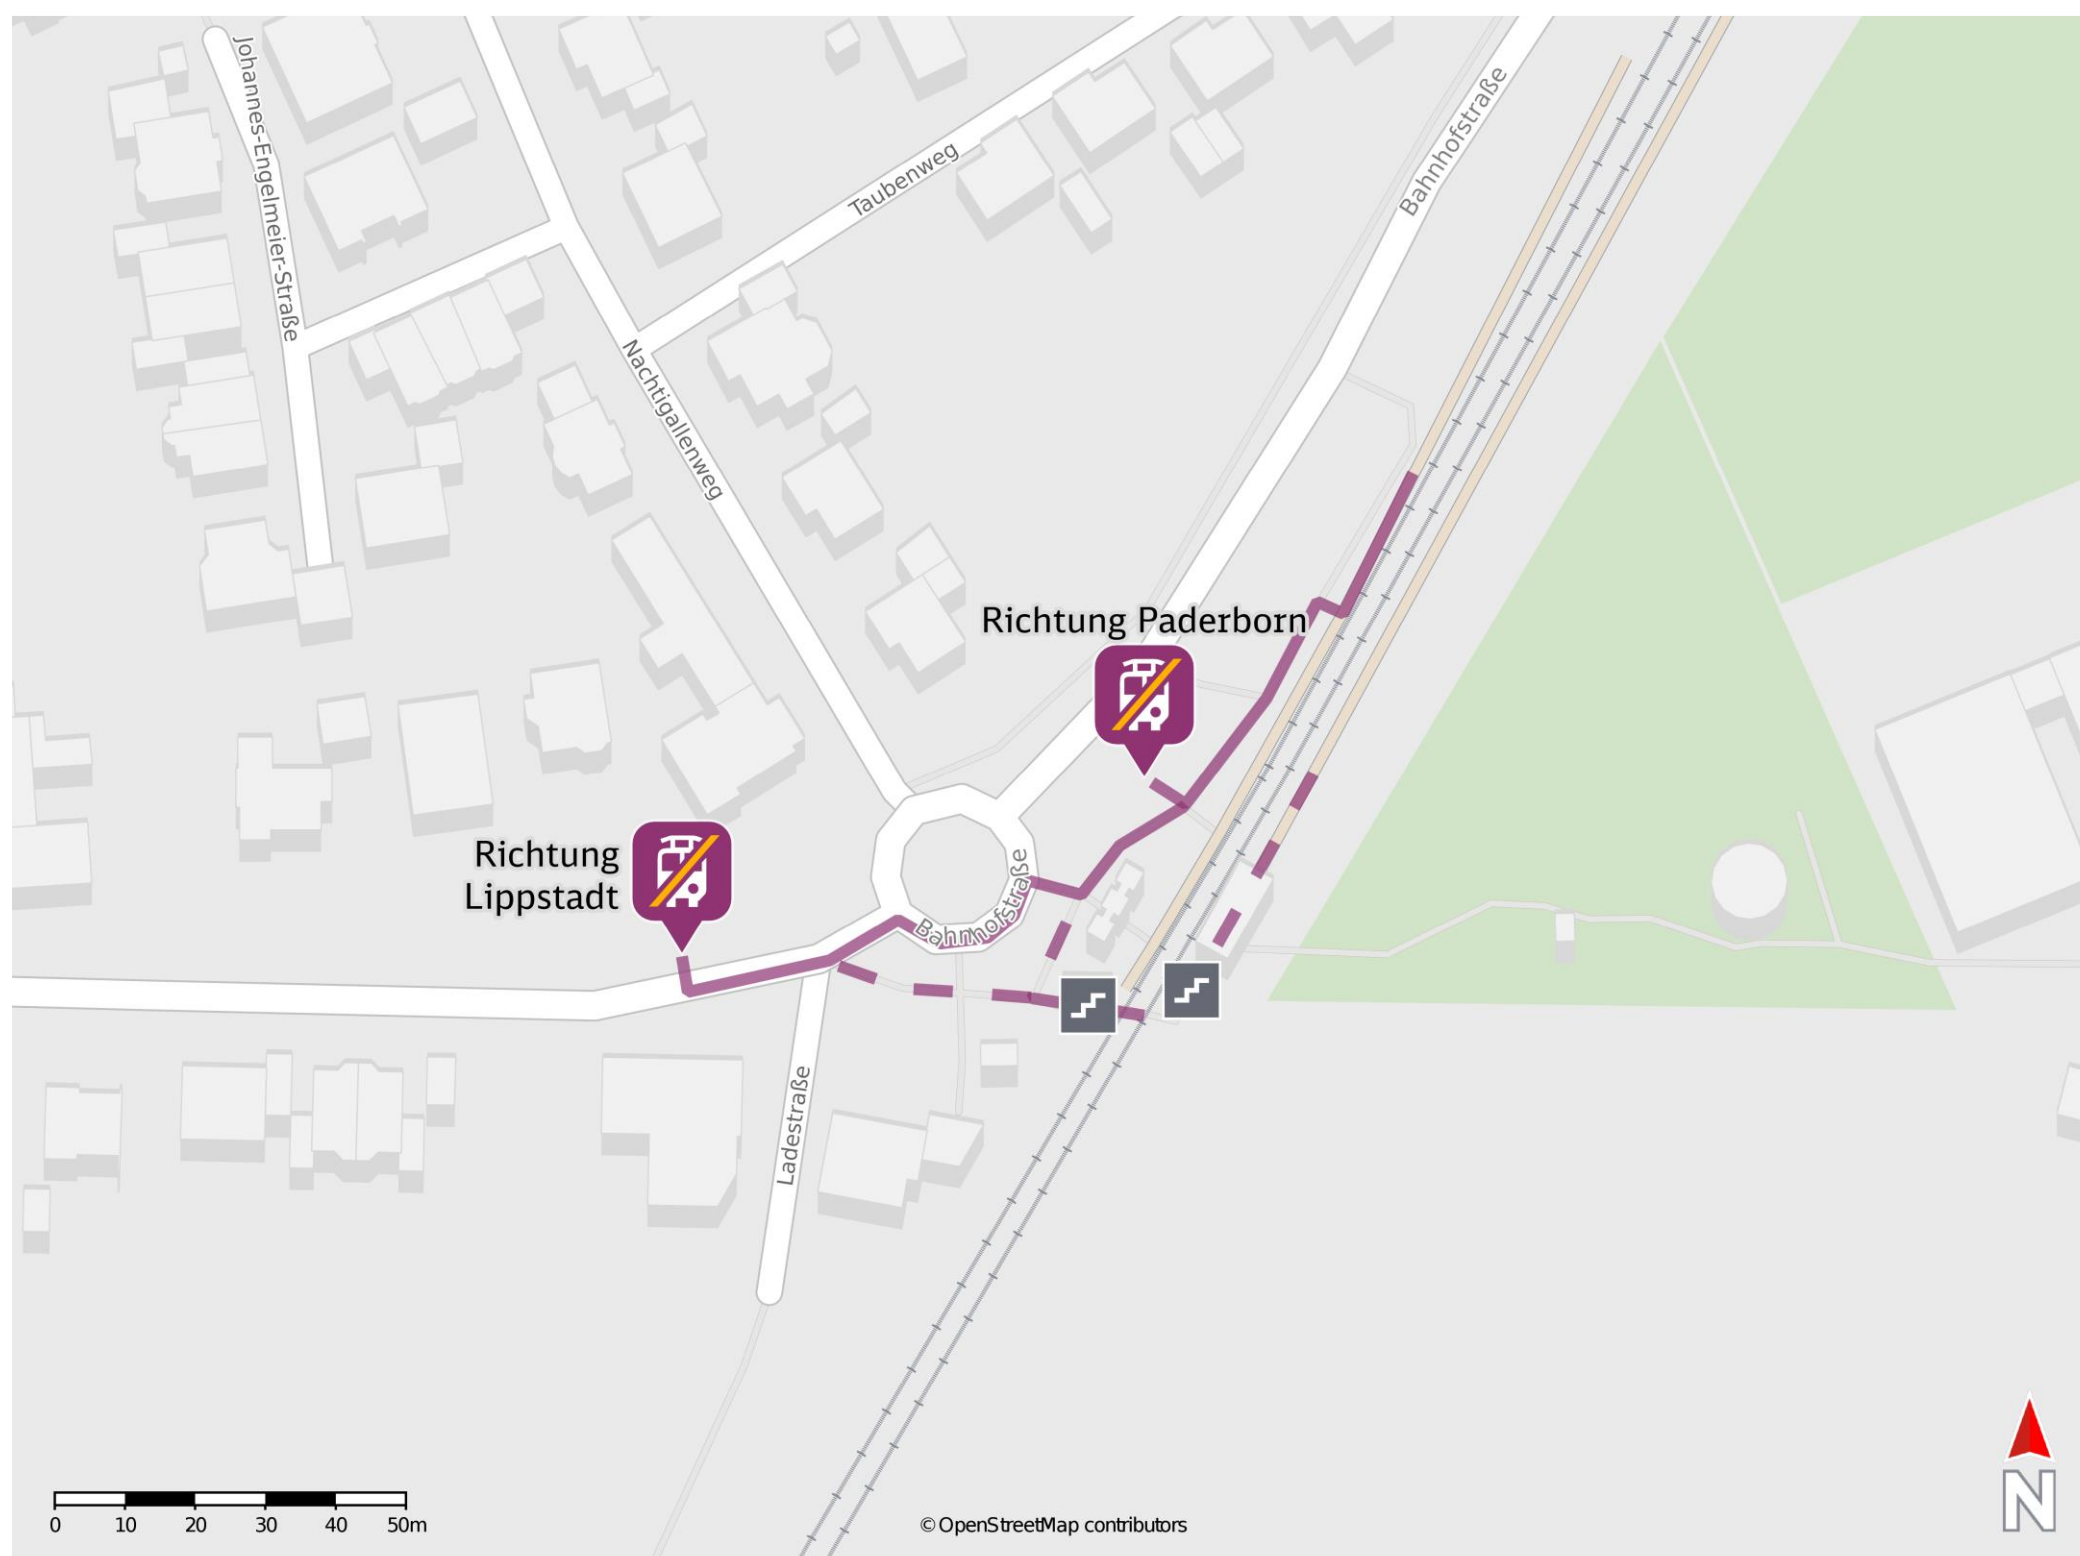 Johannes-Engelmeier-Straße
Taubenweg
Bahnhofstraße
Nachtigallenweg
Richtung Paderborn
Richtung
Lippstadt
Bahnhofstraße
Ladestraße
0 10 20 30 40 50m
© OpenStreetMap contributors
N